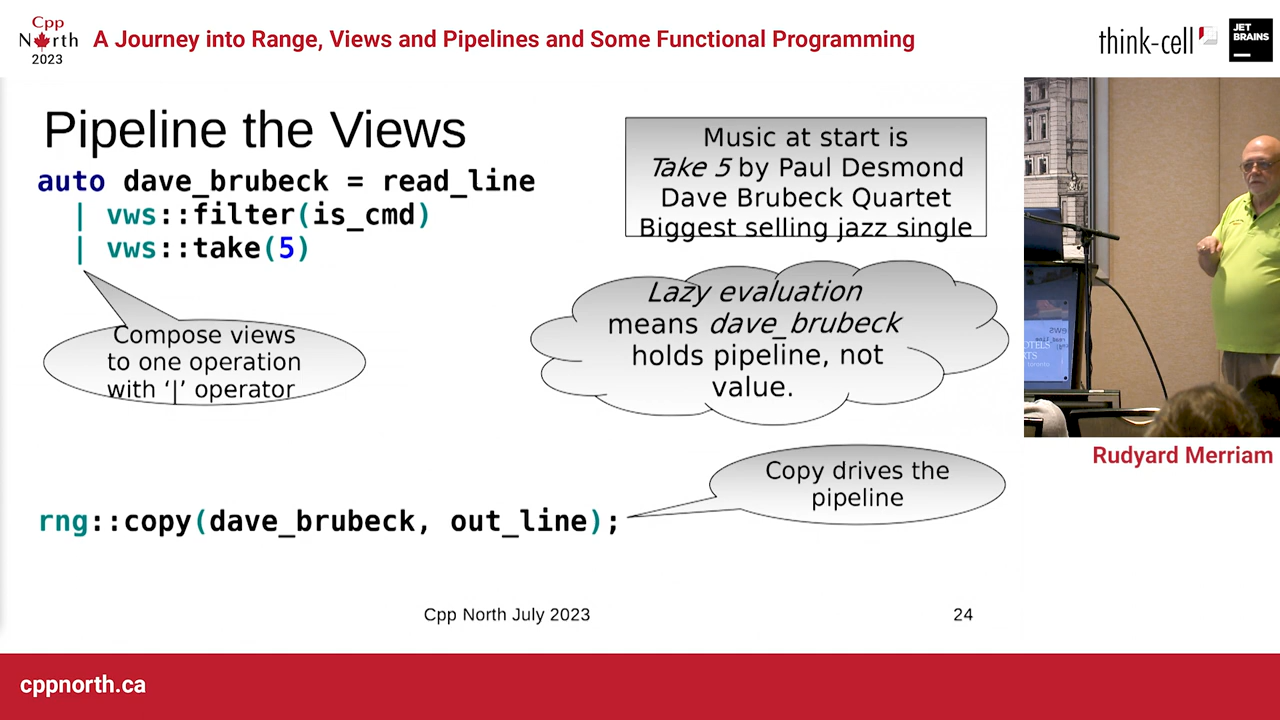 Cpp
North
2023
A Journey into Range, Views and Pipelines and Some Functional Programming
think-cell
JET
BRAINS
Pipeline the Views
auto dave_brubeck = read_line
| vws::filter(is_cmd)
| vws::take(5)
Music at start is
Take 5 by Paul Desmond
Dave Brubeck Quartet
Biggest selling jazz single
Compose views
to one operation
with ‘|’ operator
Lazy evaluation
means dave_brubeck
holds pipeline, not
value.
Copy drives the
pipeline
rng::copy(dave_brubeck, out_line);
Cpp North July 2023
24
Rudyard Merriam
cppnorth.ca